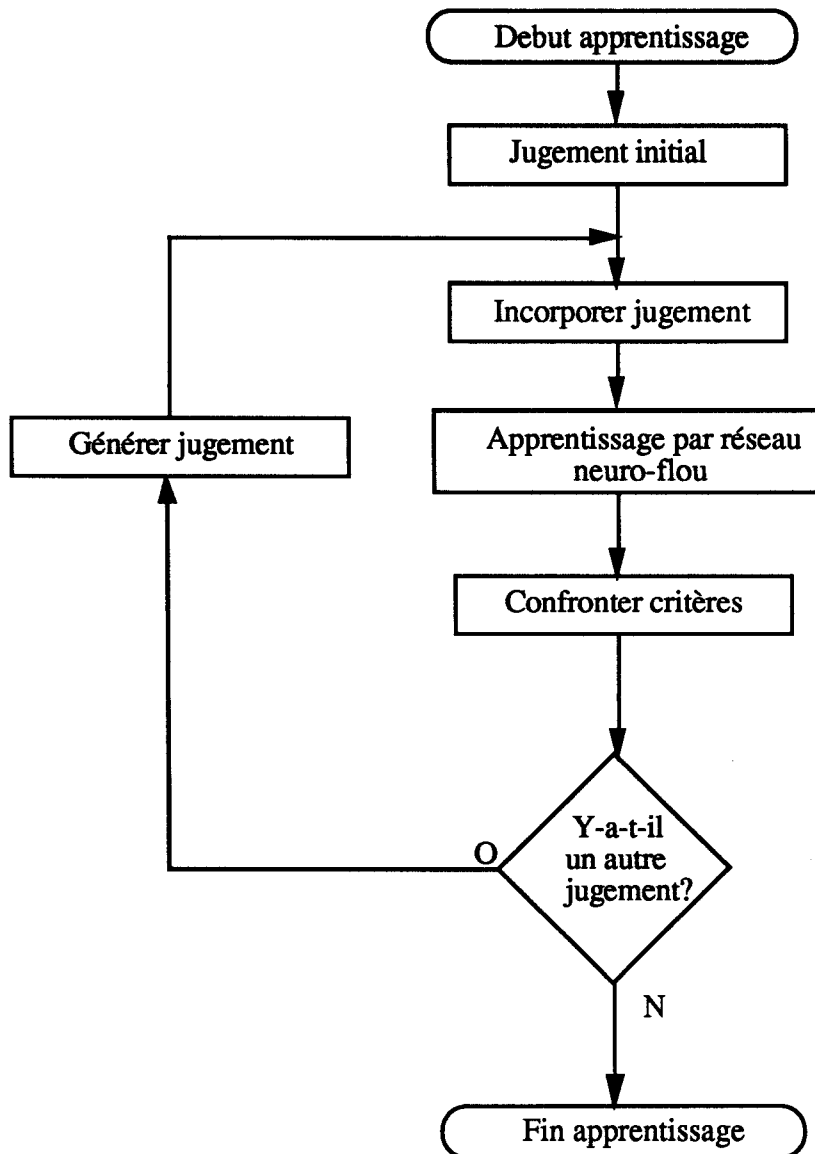 Debut apprentissage
Jugement initial
Incorporer jugement
Générer jugement
Apprentissage par réseau
neuro-flou
Confronter critères
Y-a-t-il
un autre
jugement?
O
N
Fin apprentissage